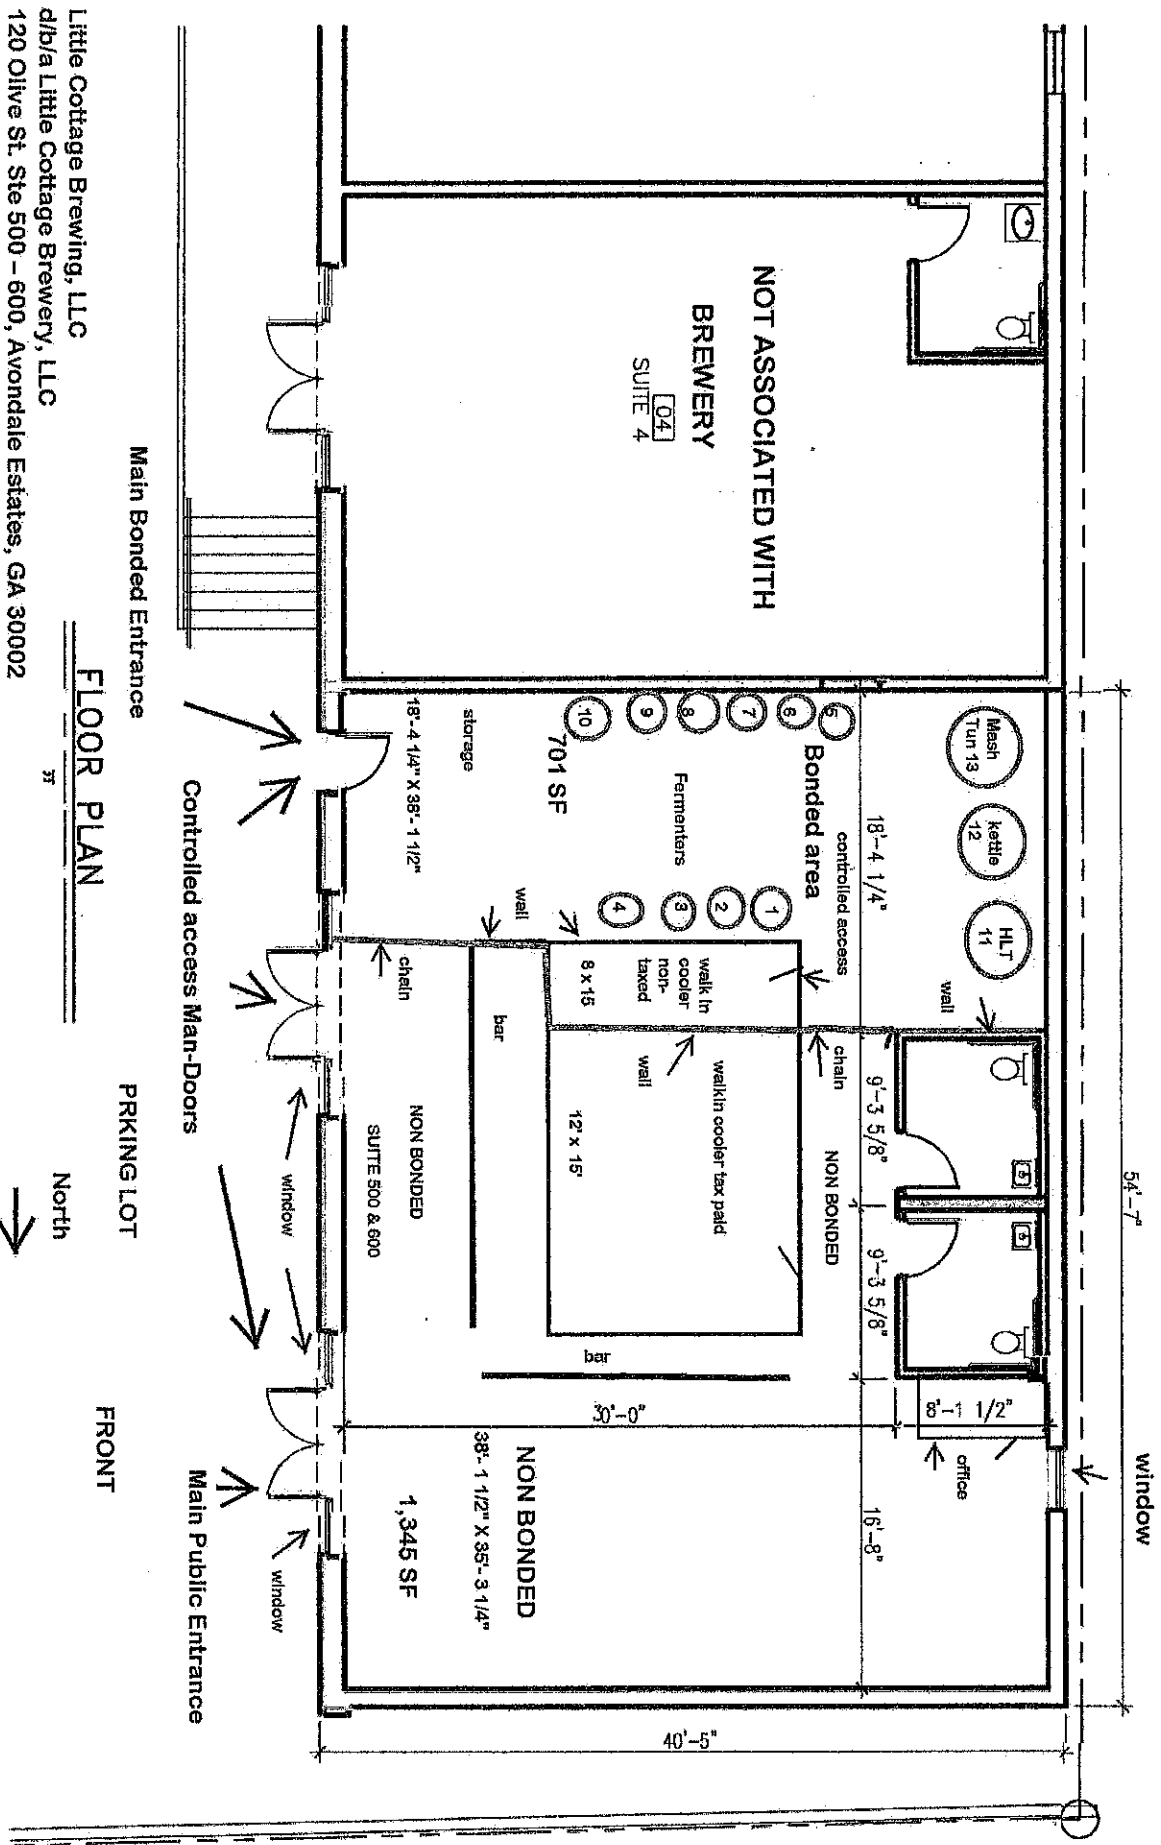 54'-7"
window
Mash
Tun 13
kettle
12
HLT
11
wall
8'-1 1/2"
office
18'-4 1/4"
9'-3 5/8"
9'-3 5/8"
16'-8"
controlled access
chain
NON BONDED
Bonded area
NOT ASSOCIATED WITH
BREWERY
04
SUITE 4
5
6
7
8
9
10
1
2
3
4
Fermenters
701 SF
storage
18'-4 1/4" X 38'-1 1/2"
wall
walk in
cooler
non-
taxed
8 x 15
wall
walkin cooler tax paid
12' x 15'
bar
bar
30'-0"
40'-5"
chain
NON BONDED
SUITE 500 & 600
NON BONDED
38'- 1 1/2" X 35'- 3 1/4"
1,345 SF
window
window
Main Bonded Entrance
Controlled access Man-Doors
Main Public Entrance
PRKING LOT
FRONT
North
FLOOR PLAN
Little Cottage Brewing, LLC
d/b/a Little Cottage Brewery, LLC
120 Olive St. Ste 500 – 600, Avondale Estates, GA 30002